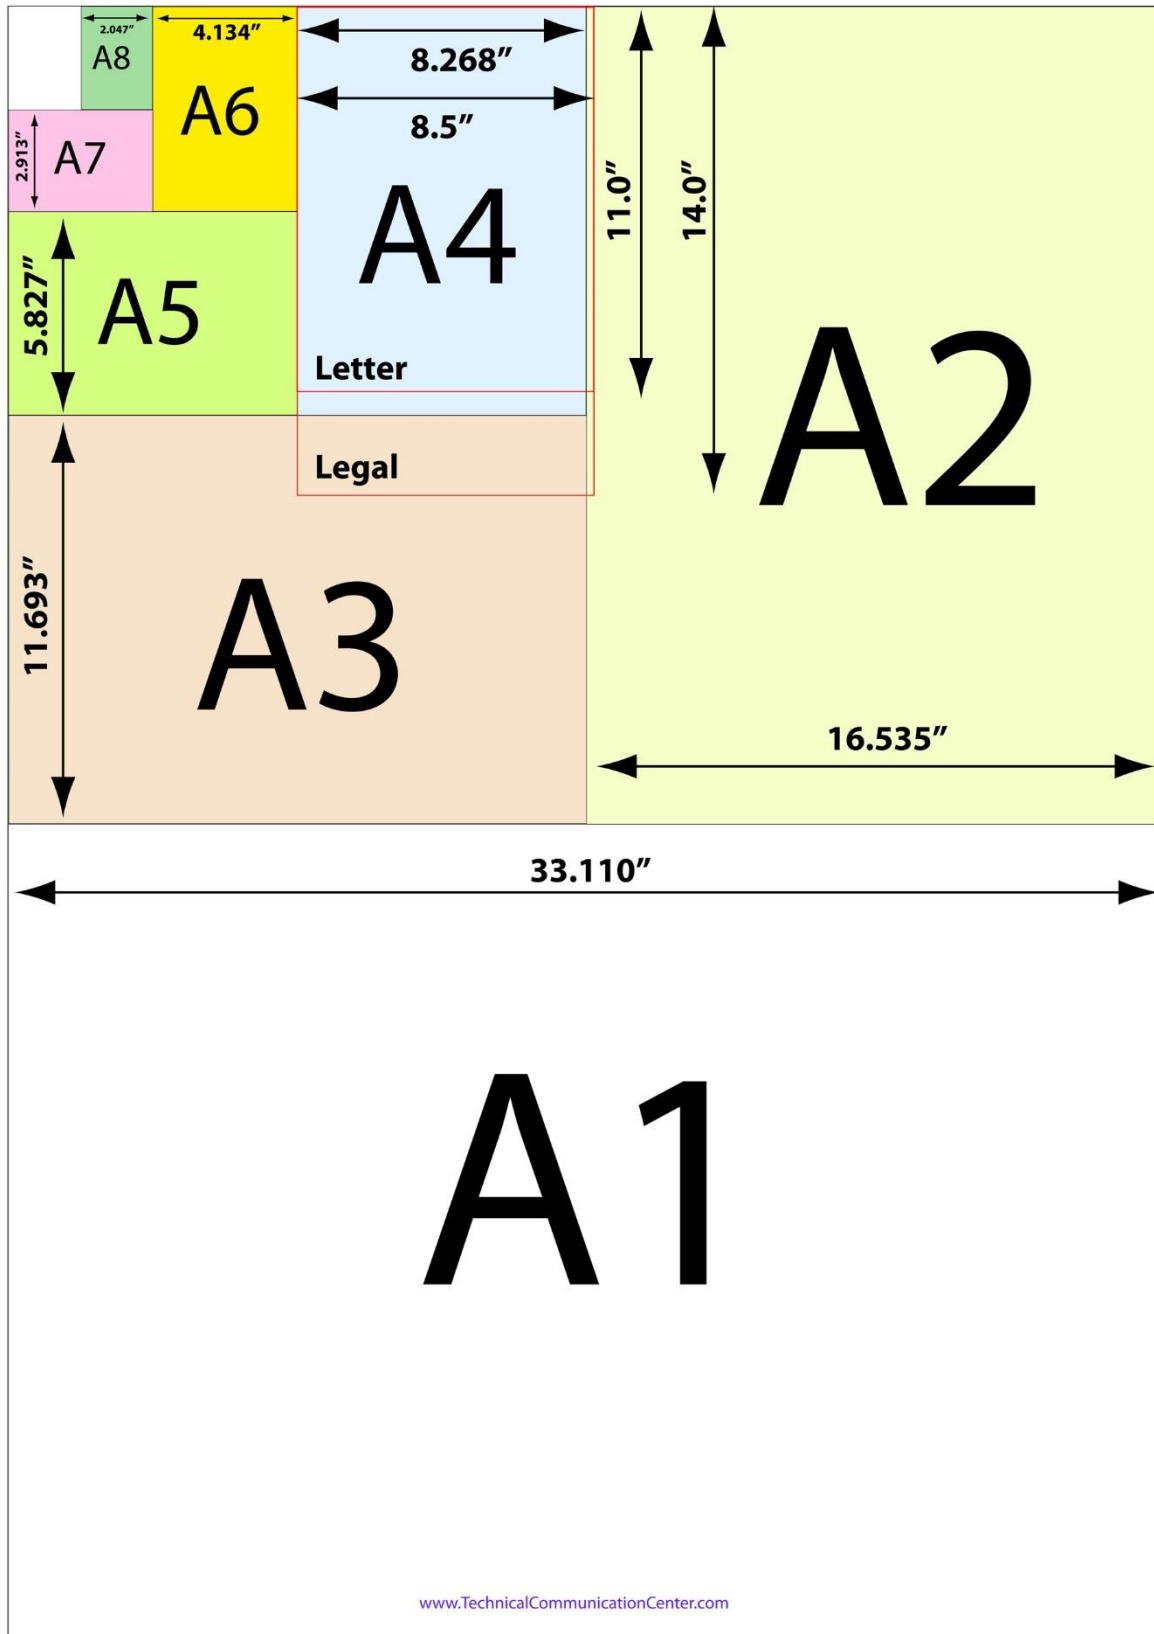 2.047”
A8
4.134”
A6
8.268”
8.5”
A4
11.0”
14.0”
2.913”
A7
5.827”
A5
Letter
Legal
A2
11.693”
A3
16.535”
33.110”
A1
www.TechnicalCommunicationCenter.com